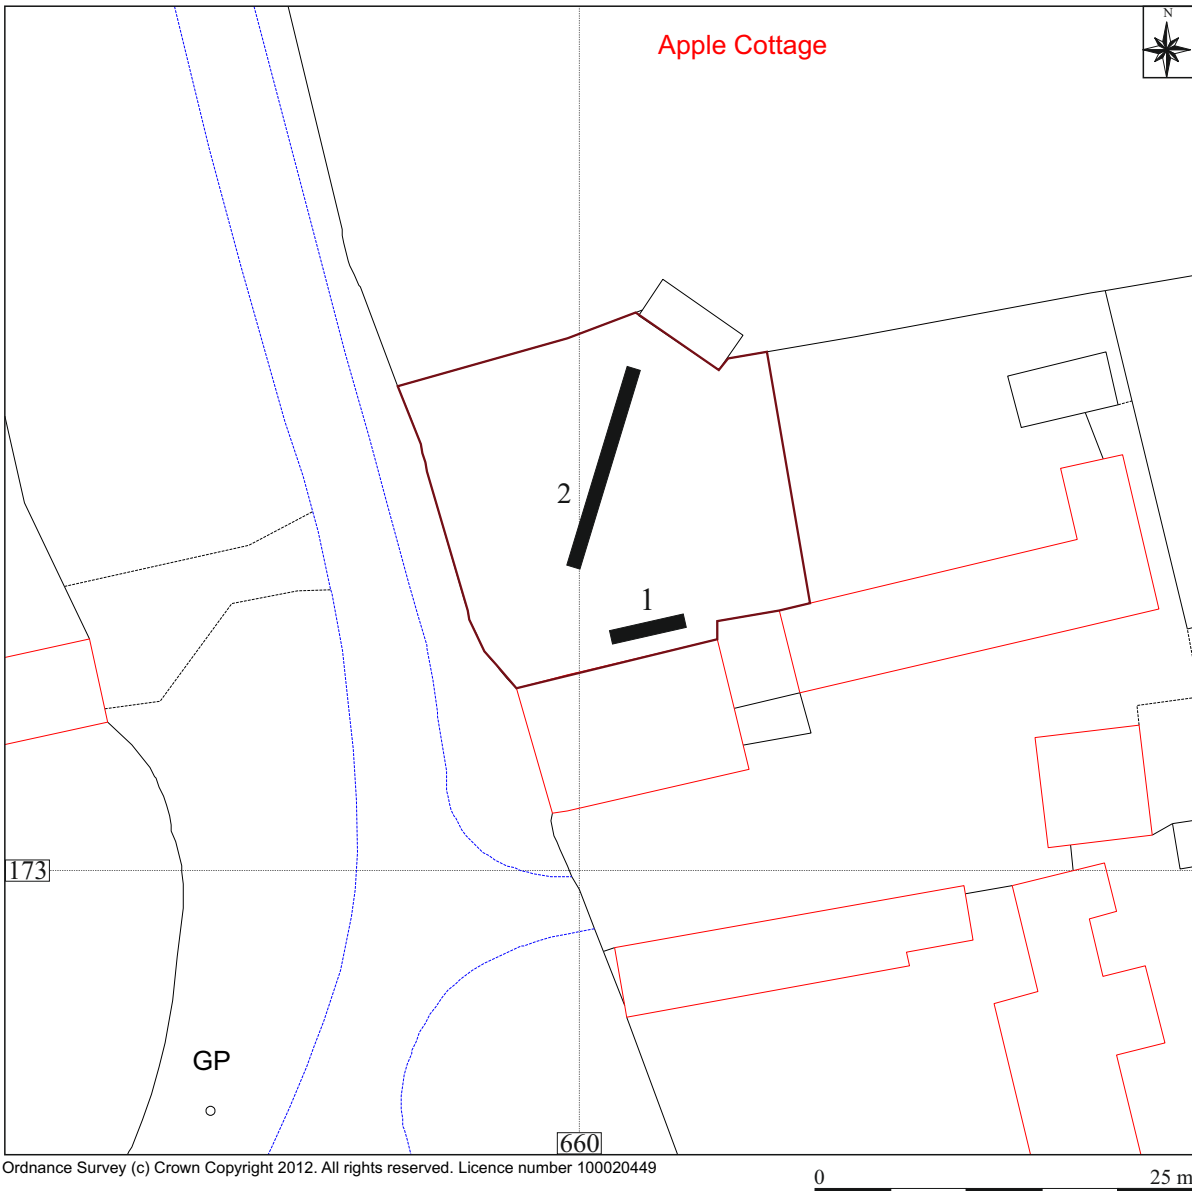 Apple Cottage
N
2
1
173
GP
660
Ordnance Survey (c) Crown Copyright 2012. All rights reserved. Licence number 100020449
0 25 m